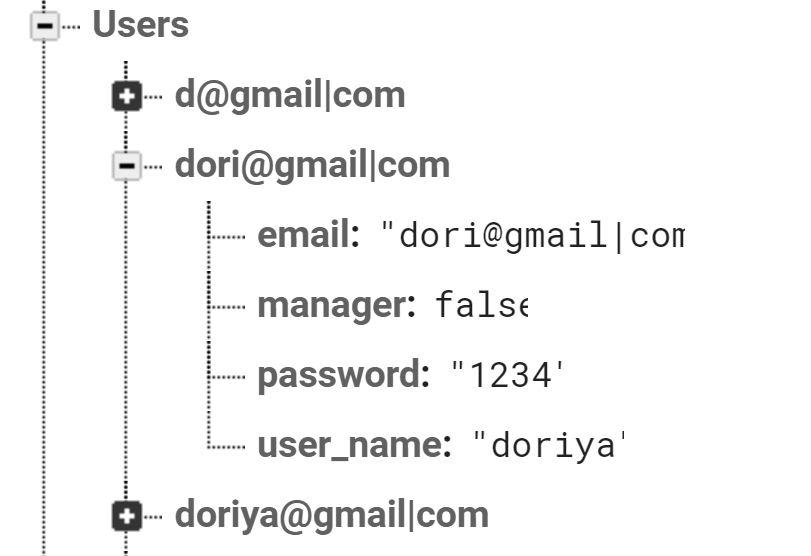 Users
d@gmail|com
dori@gmail|com
email: "dori@gmail|com
manager: false
password: "1234'
user_name: "doriya'
doriya@gmail|com